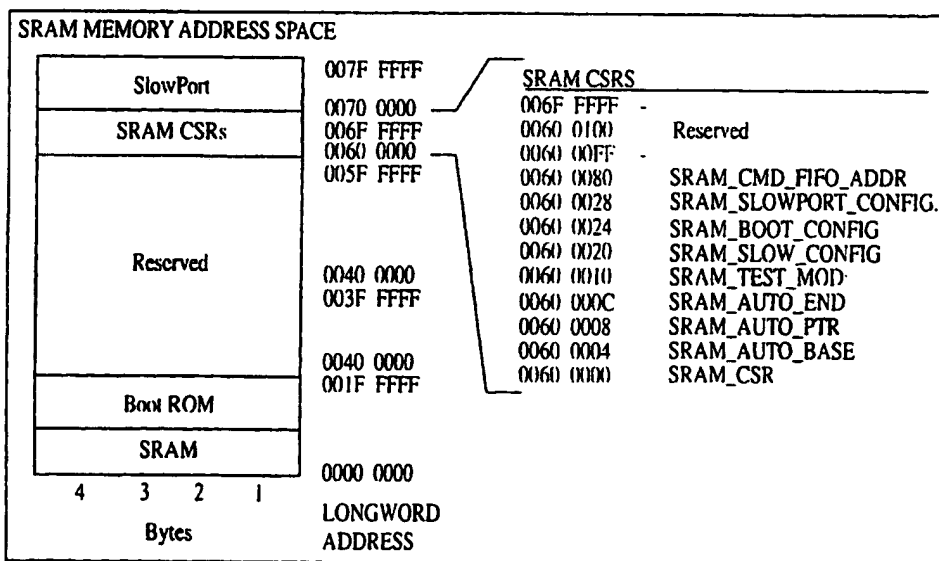 SRAM MEMORY ADDRESS SPACE
SlowPort
SRAM CSRs
Reserved
Boot ROM
SRAM
4 3 2 1
Bytes
007F FFFF
0070 0000
006F FFFF
0060 0000
005F FFFF
0040 0000
003F FFFF
0040 0000
001F FFFF
0000 0000
LONGWORD
ADDRESS
SRAM CSRS
006F FFFF -
0060 0100 Reserved
0060 00FF -
0060 0080 SRAM_CMD_FIFO_ADDR
0060 0028 SRAM_SLOWPORT_CONFIG.
0060 0024 SRAM_BOOT_CONFIG
0060 0020 SRAM_SLOW_CONFIG
0060 0010 SRAM_TEST_MOD
0060 000C SRAM_AUTO_END
0060 0008 SRAM_AUTO_PTR
0060 0004 SRAM_AUTO_BASE
0060 0000 SRAM_CSR